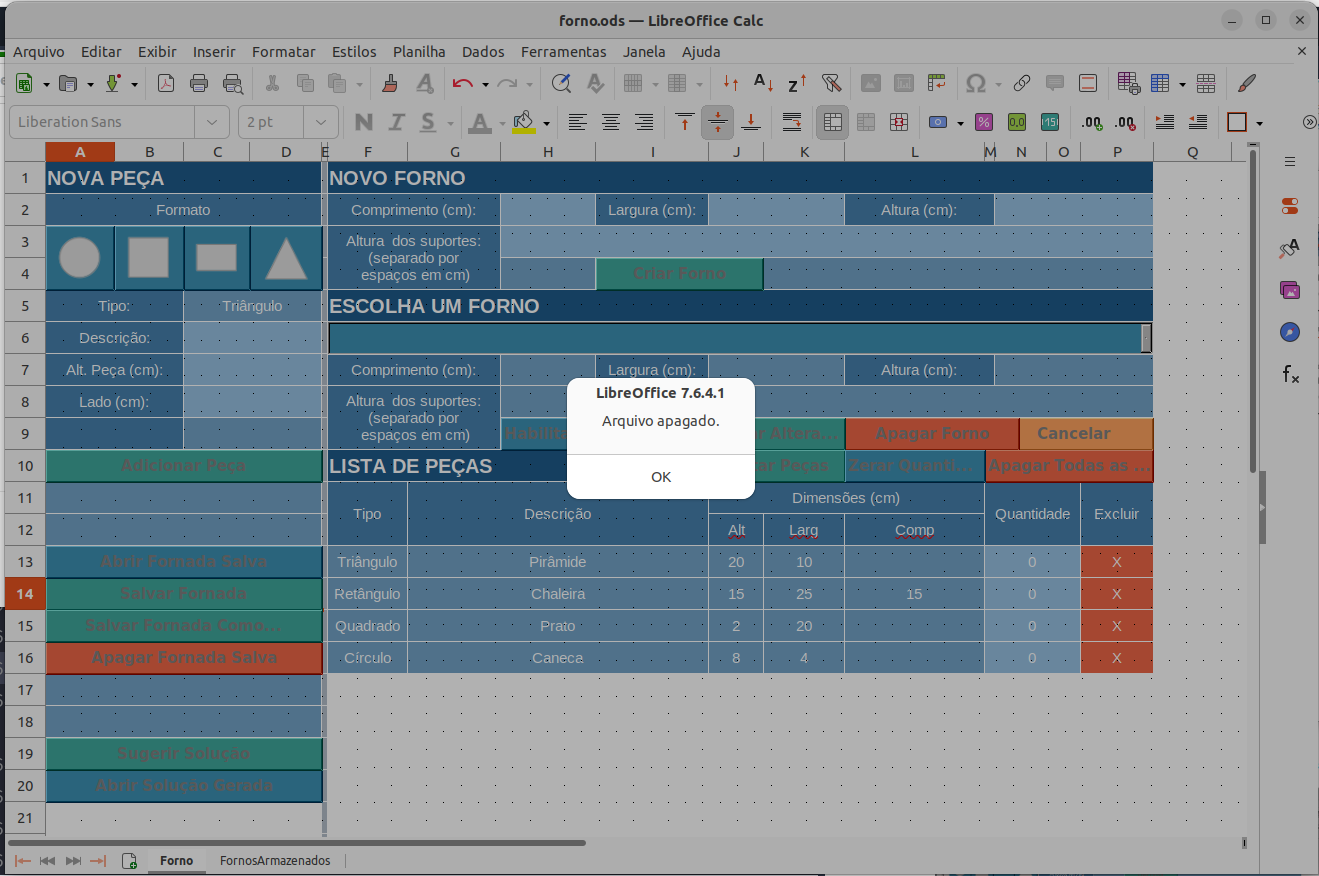 forno.ods — LibreOffice Calc
Arquivo Editar Exibir Inserir Formatar Estilos Planilha Dados Ferramentas Janela Ajuda
Liberation Sans 2 pt
A B C D E F G H I J K L M N O P Q
1 NOVA PEÇA NOVO FORNO
2 Formato Comprimento (cm): Largura (cm): Altura (cm):
3 Altura dos suportes:
(separado por
4 espaços em cm) Criar Forno
5 Tipo: Triângulo ESCOLHA UM FORNO
6 Descrição:
7 Alt. Peça (cm): Comprimento (cm): Largura (cm): Altura (cm):
8 Lado (cm): Altura dos suportes:
(separado por
9 espaços em cm) Apagar Forno Cancelar
LibreOffice 7.6.4.1
Arquivo apagado.
OK
10 Adicionar Peça LISTA DE PEÇAS Zerar Quanti... Apagar Todas as ...
11 Tipo Descrição Dimensões (cm) Quantidade Excluir
12 Alt Larg Comp
13 Abrir Fornada Salva Triângulo Pirâmide 20 10 0 X
14 Salvar Fornada Retângulo Chaleira 15 25 15 0 X
15 Salvar Fornada Como... Quadrado Prato 2 20 0 X
16 Apagar Fornada Salva Círculo Caneca 8 4 0 X
17
18
19 Sugerir Solução
20 Abrir Solução Gerada
21
Forno FornosArmazenados